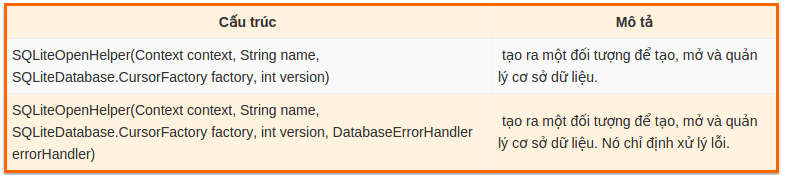 Cấu trúc
Mô tả
SQLiteOpenHelper(Context context, String name,
SQLiteDatabase.CursorFactory factory, int version)
tạo ra một đối tượng để tạo, mở và quản
lý cơ sở dữ liệu.
SQLiteOpenHelper(Context context, String name,
SQLiteDatabase.CursorFactory factory, int version, DatabaseErrorHandler
errorHandler)
tạo ra một đối tượng để tạo, mở và quản
lý cơ sở dữ liệu. Nó chỉ định xử lý lỗi.